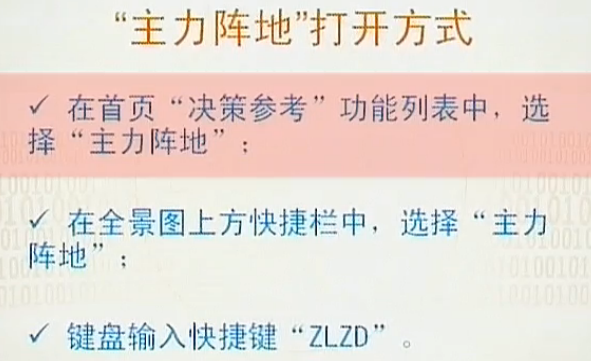 “主力阵地”打开方式
✓ 在首页“决策参考”功能列表中，选
择“主力阵地”；
✓ 在全景图上方快捷栏中，选择“主力
阵地”；
✓ 键盘输入快捷键“ZLZD”。